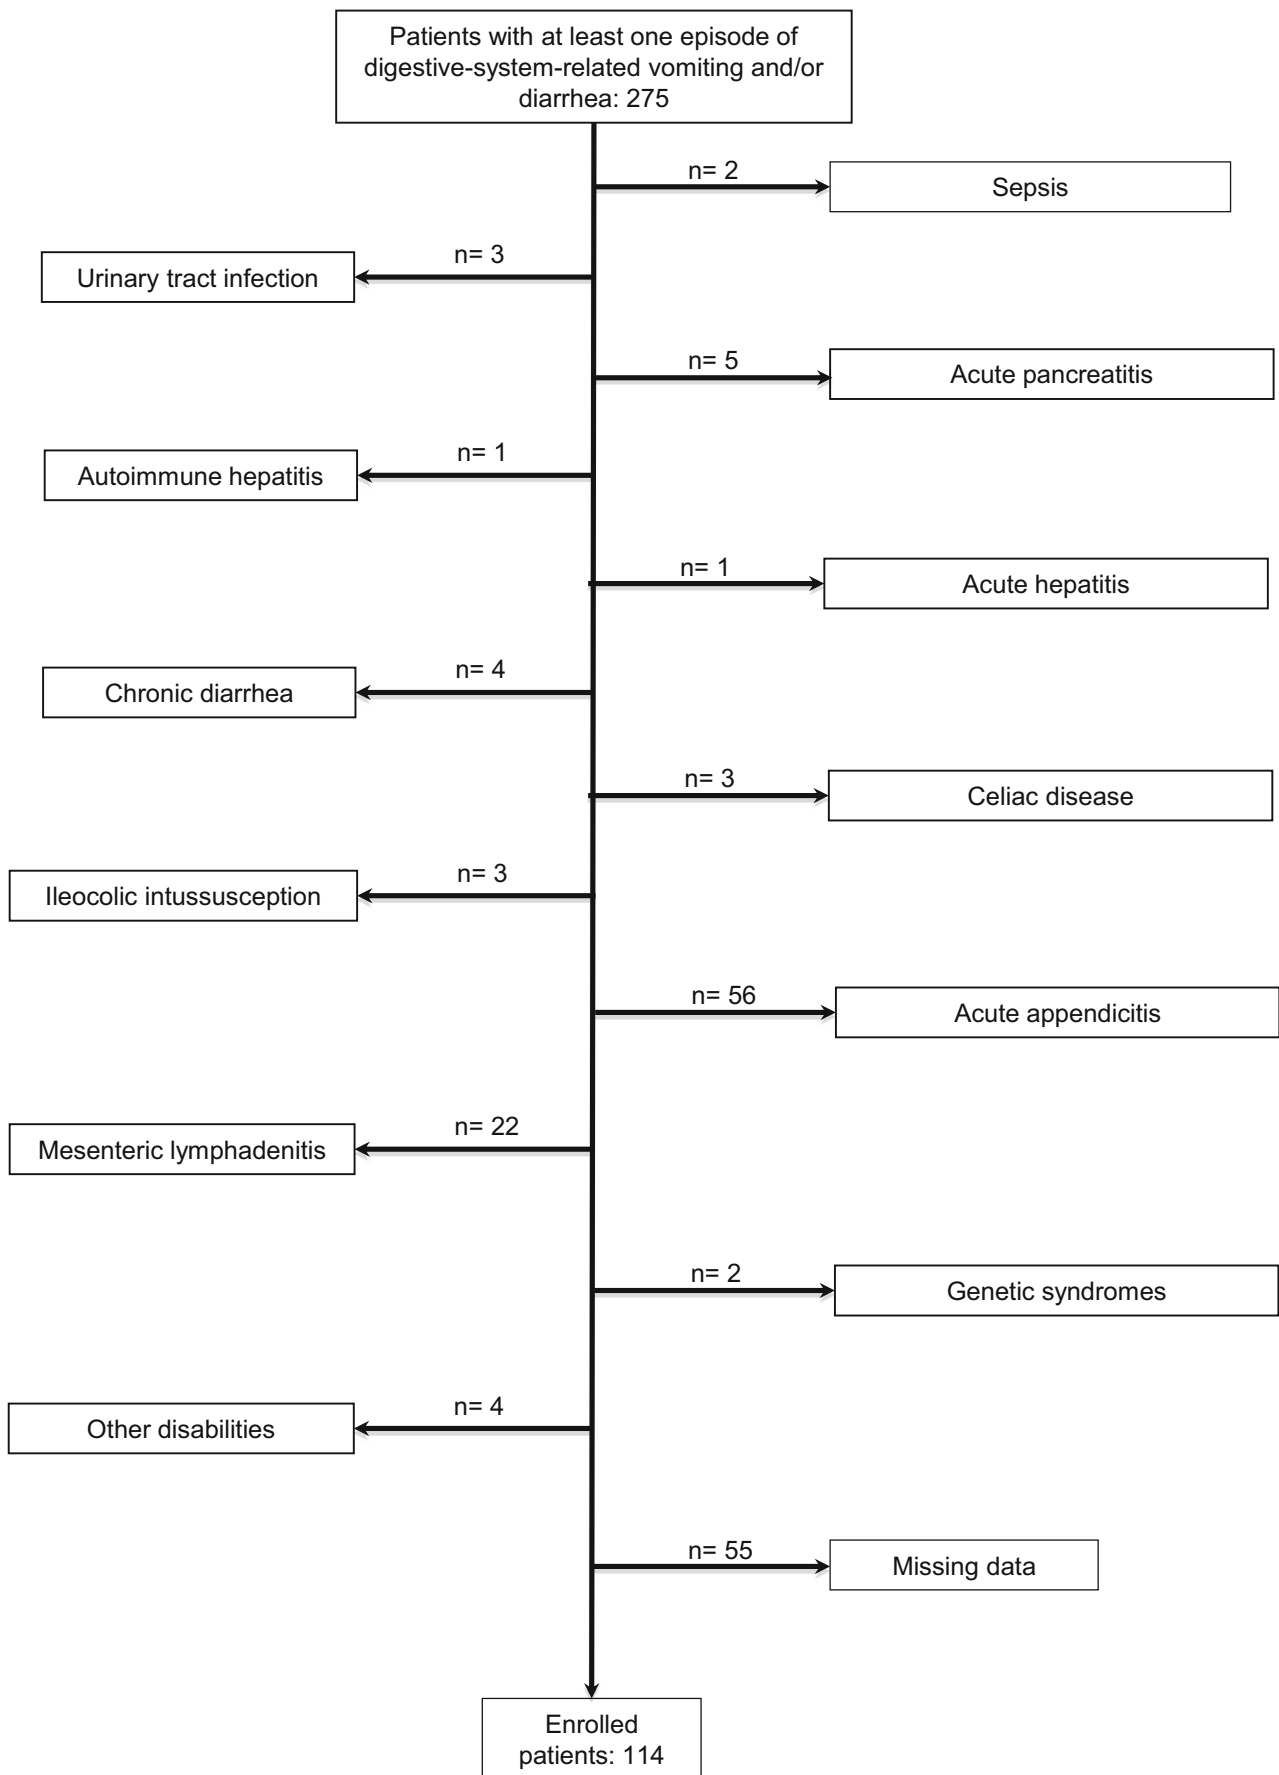 Patients with at least one episode of
digestive-system-related vomiting and/or
diarrhea: 275
n= 2
Sepsis
n= 3
Urinary tract infection
n= 5
Acute pancreatitis
n= 1
Autoimmune hepatitis
n= 1
Acute hepatitis
n= 4
Chronic diarrhea
n= 3
Celiac disease
n= 3
Ileocolic intussusception
n= 56
Acute appendicitis
n= 22
Mesenteric lymphadenitis
n= 2
Genetic syndromes
n= 4
Other disabilities
n= 55
Missing data
Enrolled
patients: 114